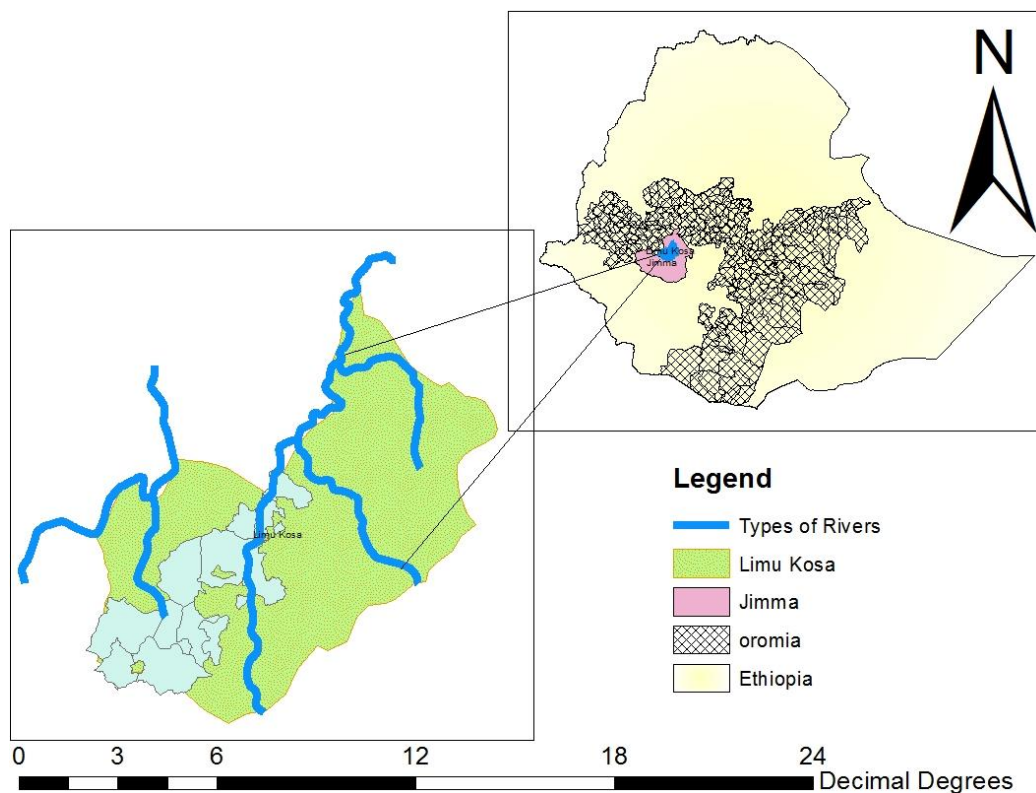 N
Limu Kosa
Jimma
Limu Kosa
Legend
Types of Rivers
Limu Kosa
Jimma
oromia
Ethiopia
0 3 6 12 18 24
Decimal Degrees